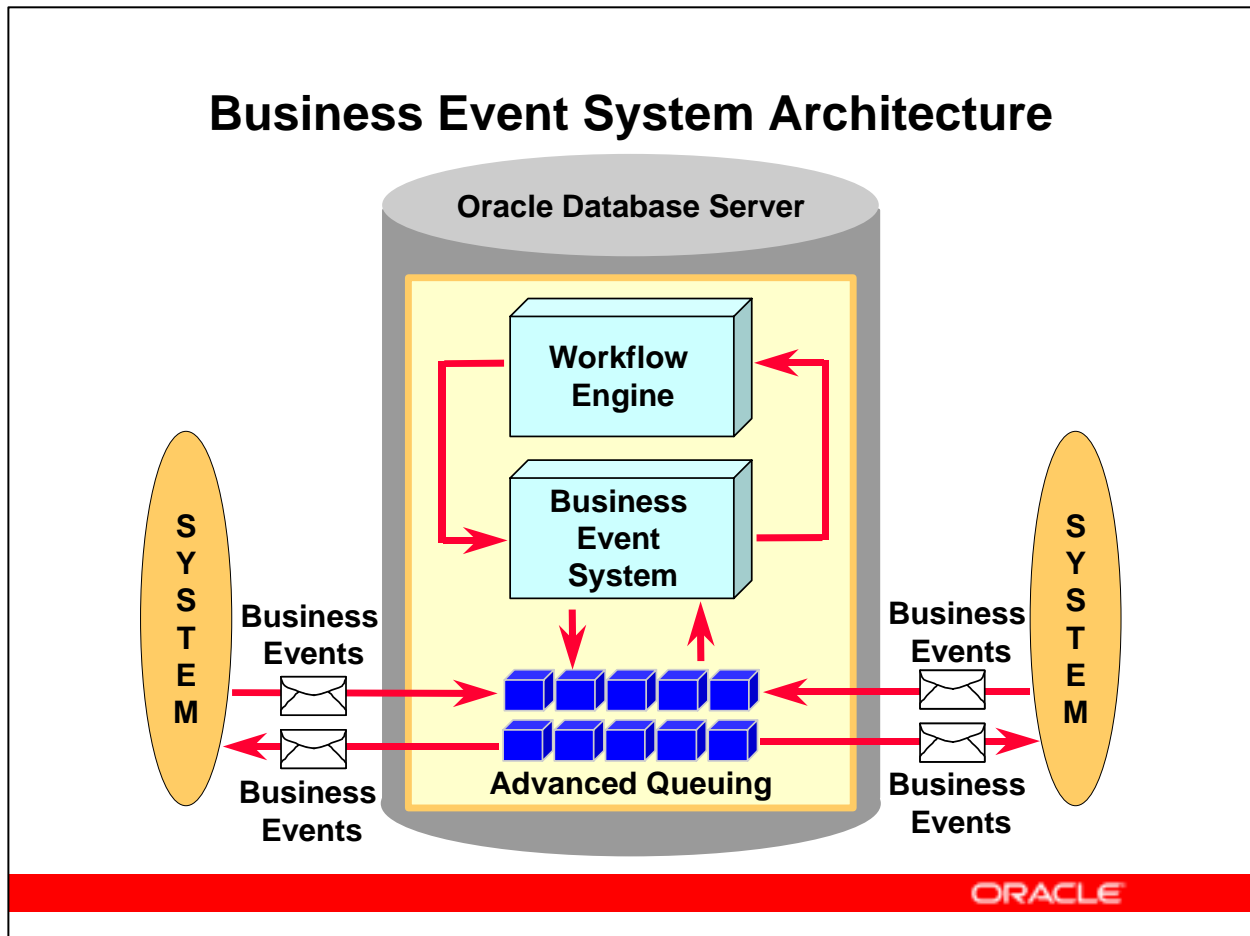 Business Event System Architecture
Oracle Database Server
Workflow
Engine
Business
Event
System
S
Y
S
T
E
M
Business
Events
Business
Events
Advanced Queuing
Business
Events
Business
Events
S
Y
S
T
E
M
ORACLE